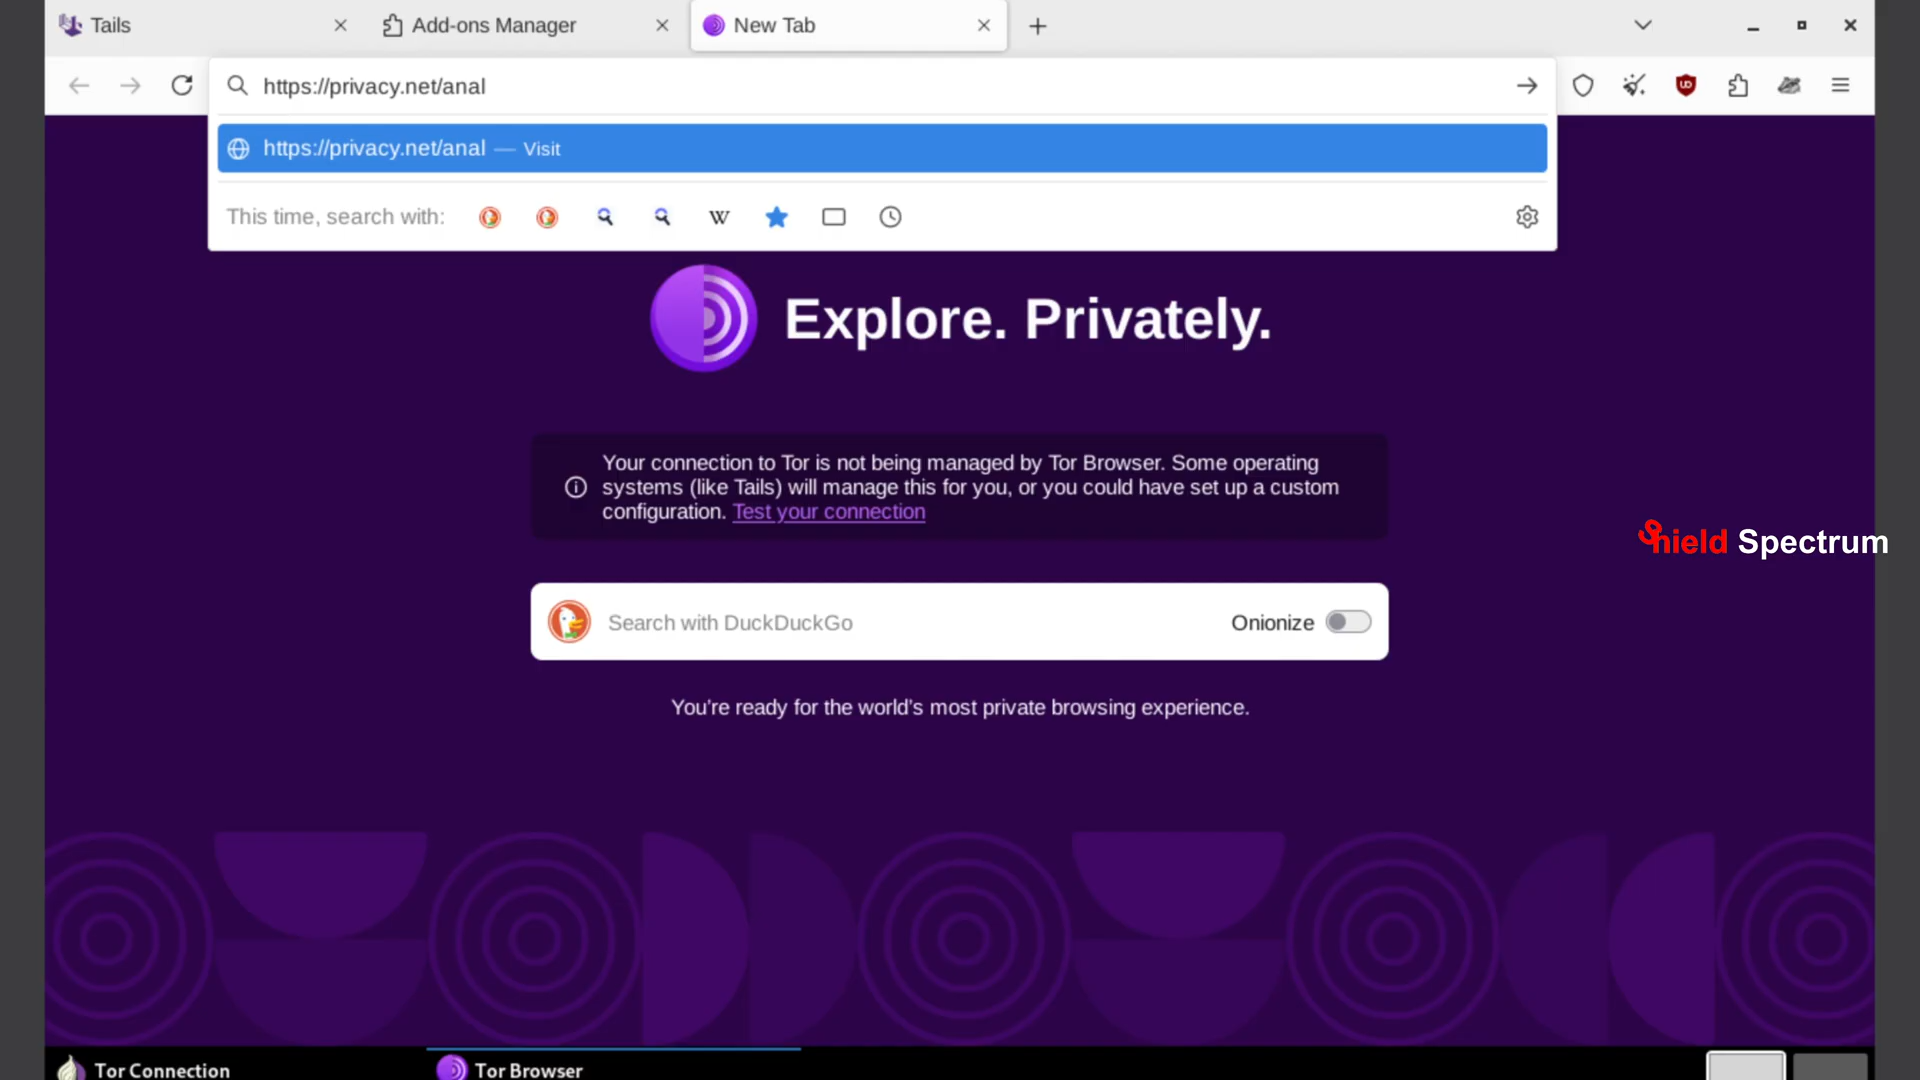 Tails
Add-ons Manager
New Tab
https://privacy.net/anal
https://privacy.net/anal — Visit
This time, search with:
W
Explore. Privately.
Your connection to Tor is not being managed by Tor Browser. Some operating
systems (like Tails) will manage this for you, or you could have set up a custom
configuration. Test your connection
Shield Spectrum
Search with DuckDuckGo
Onionize
You're ready for the world's most private browsing experience.
Tor Connection
Tor Browser